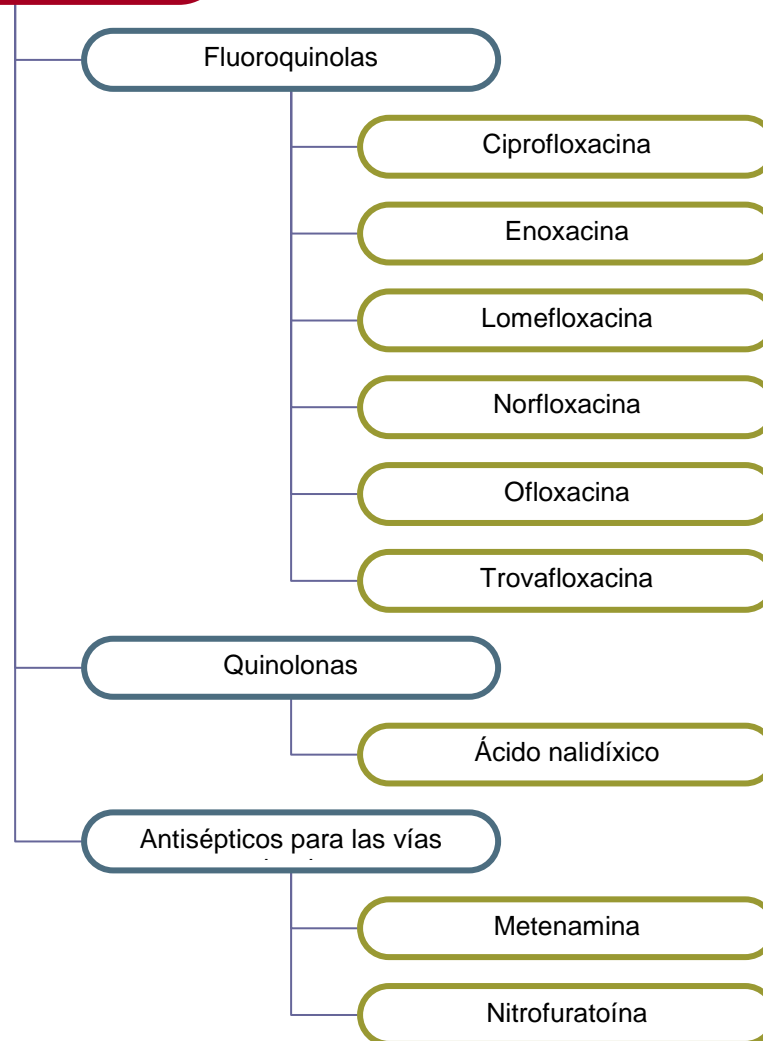 Fluoroquinolas
Ciprofloxacina
Enoxacina
Lomefloxacina
Norfloxacina
Ofloxacina
Trovafloxacina
Quinolonas
Ácido nalidíxico
Antisépticos para las vías
Metenamina
Nitrofuratoína